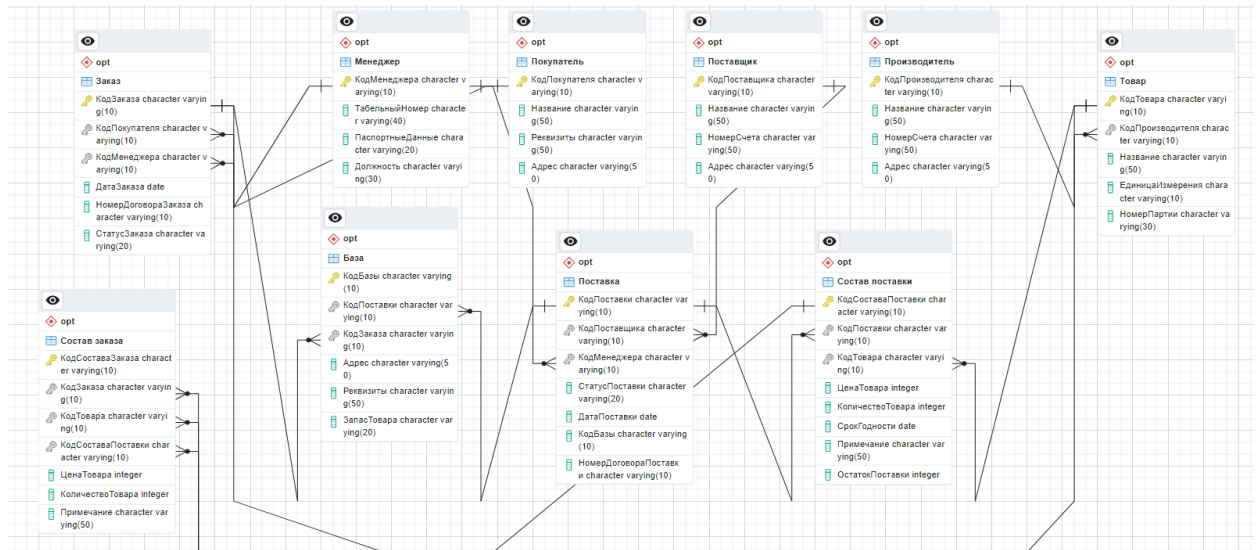 opt
Заказ
КодЗаказа character varyin
g(10)
КодПокупателя character v
arying(10)
КодМенеджера character v
arying(10)
ДатаЗаказа date
НомерДоговораЗаказа ch
aracter varying(10)
СтатусЗаказа character va
rying(20)
opt
Менеджер
КодМенеджера character v
arying(10)
ТабельныйНомер characte
r varying(40)
ПаспортныеДанные chara
cter varying(20)
Должность character varyi
ng(30)
opt
Покупатель
КодПокупателя character v
arying(10)
Название character varyin
g(50)
Реквизиты character varyin
g(50)
Адрес character varying(5
0)
opt
Поставщик
КодПоставщика character
varying(10)
Название character varyin
g(50)
НомерСчета character var
ying(50)
Адрес character varying(5
0)
opt
Производитель
КодПроизводителя charac
ter varying(10)
Название character varyin
g(50)
НомерСчета character var
ying(50)
Адрес character varying(5
0)
opt
Товар
КодТовара character varyi
ng(10)
КодПроизводителя charac
ter varying(10)
Название character varyin
g(50)
ЕдиницаИзмерения chara
cter varying(10)
НомерПартии character va
rying(30)
opt
База
КодБазы character varying
(10)
КодПоставки character var
ying(10)
КодЗаказа character varyin
g(10)
Адрес character varying(5
0)
Реквизиты character varyin
g(50)
ЗапасТовара character var
ying(20)
opt
Поставка
КодПоставки character var
ying(10)
КодПоставщика character
varying(10)
КодМенеджера character v
arying(10)
СтатусПоставки character
varying(20)
ДатаПоставки date
КодБазы character varying
(10)
НомерДоговораПоставк
и character varying(10)
opt
Состав поставки
КодСоставаПоставки char
acter varying(10)
КодПоставки character var
ying(10)
КодТовара character varyi
ng(10)
ЦенаТовара integer
КоличествоТовара integer
СрокГодности date
Примечание character var
ying(50)
ОстатокПоставки integer
opt
Состав заказа
КодСоставаЗаказа charact
er varying(10)
КодЗаказа character varyin
g(10)
КодТовара character varyi
ng(10)
КодСоставаПоставки char
acter varying(10)
ЦенаТовара integer
КоличествоТовара integer
Примечание character var
ying(50)